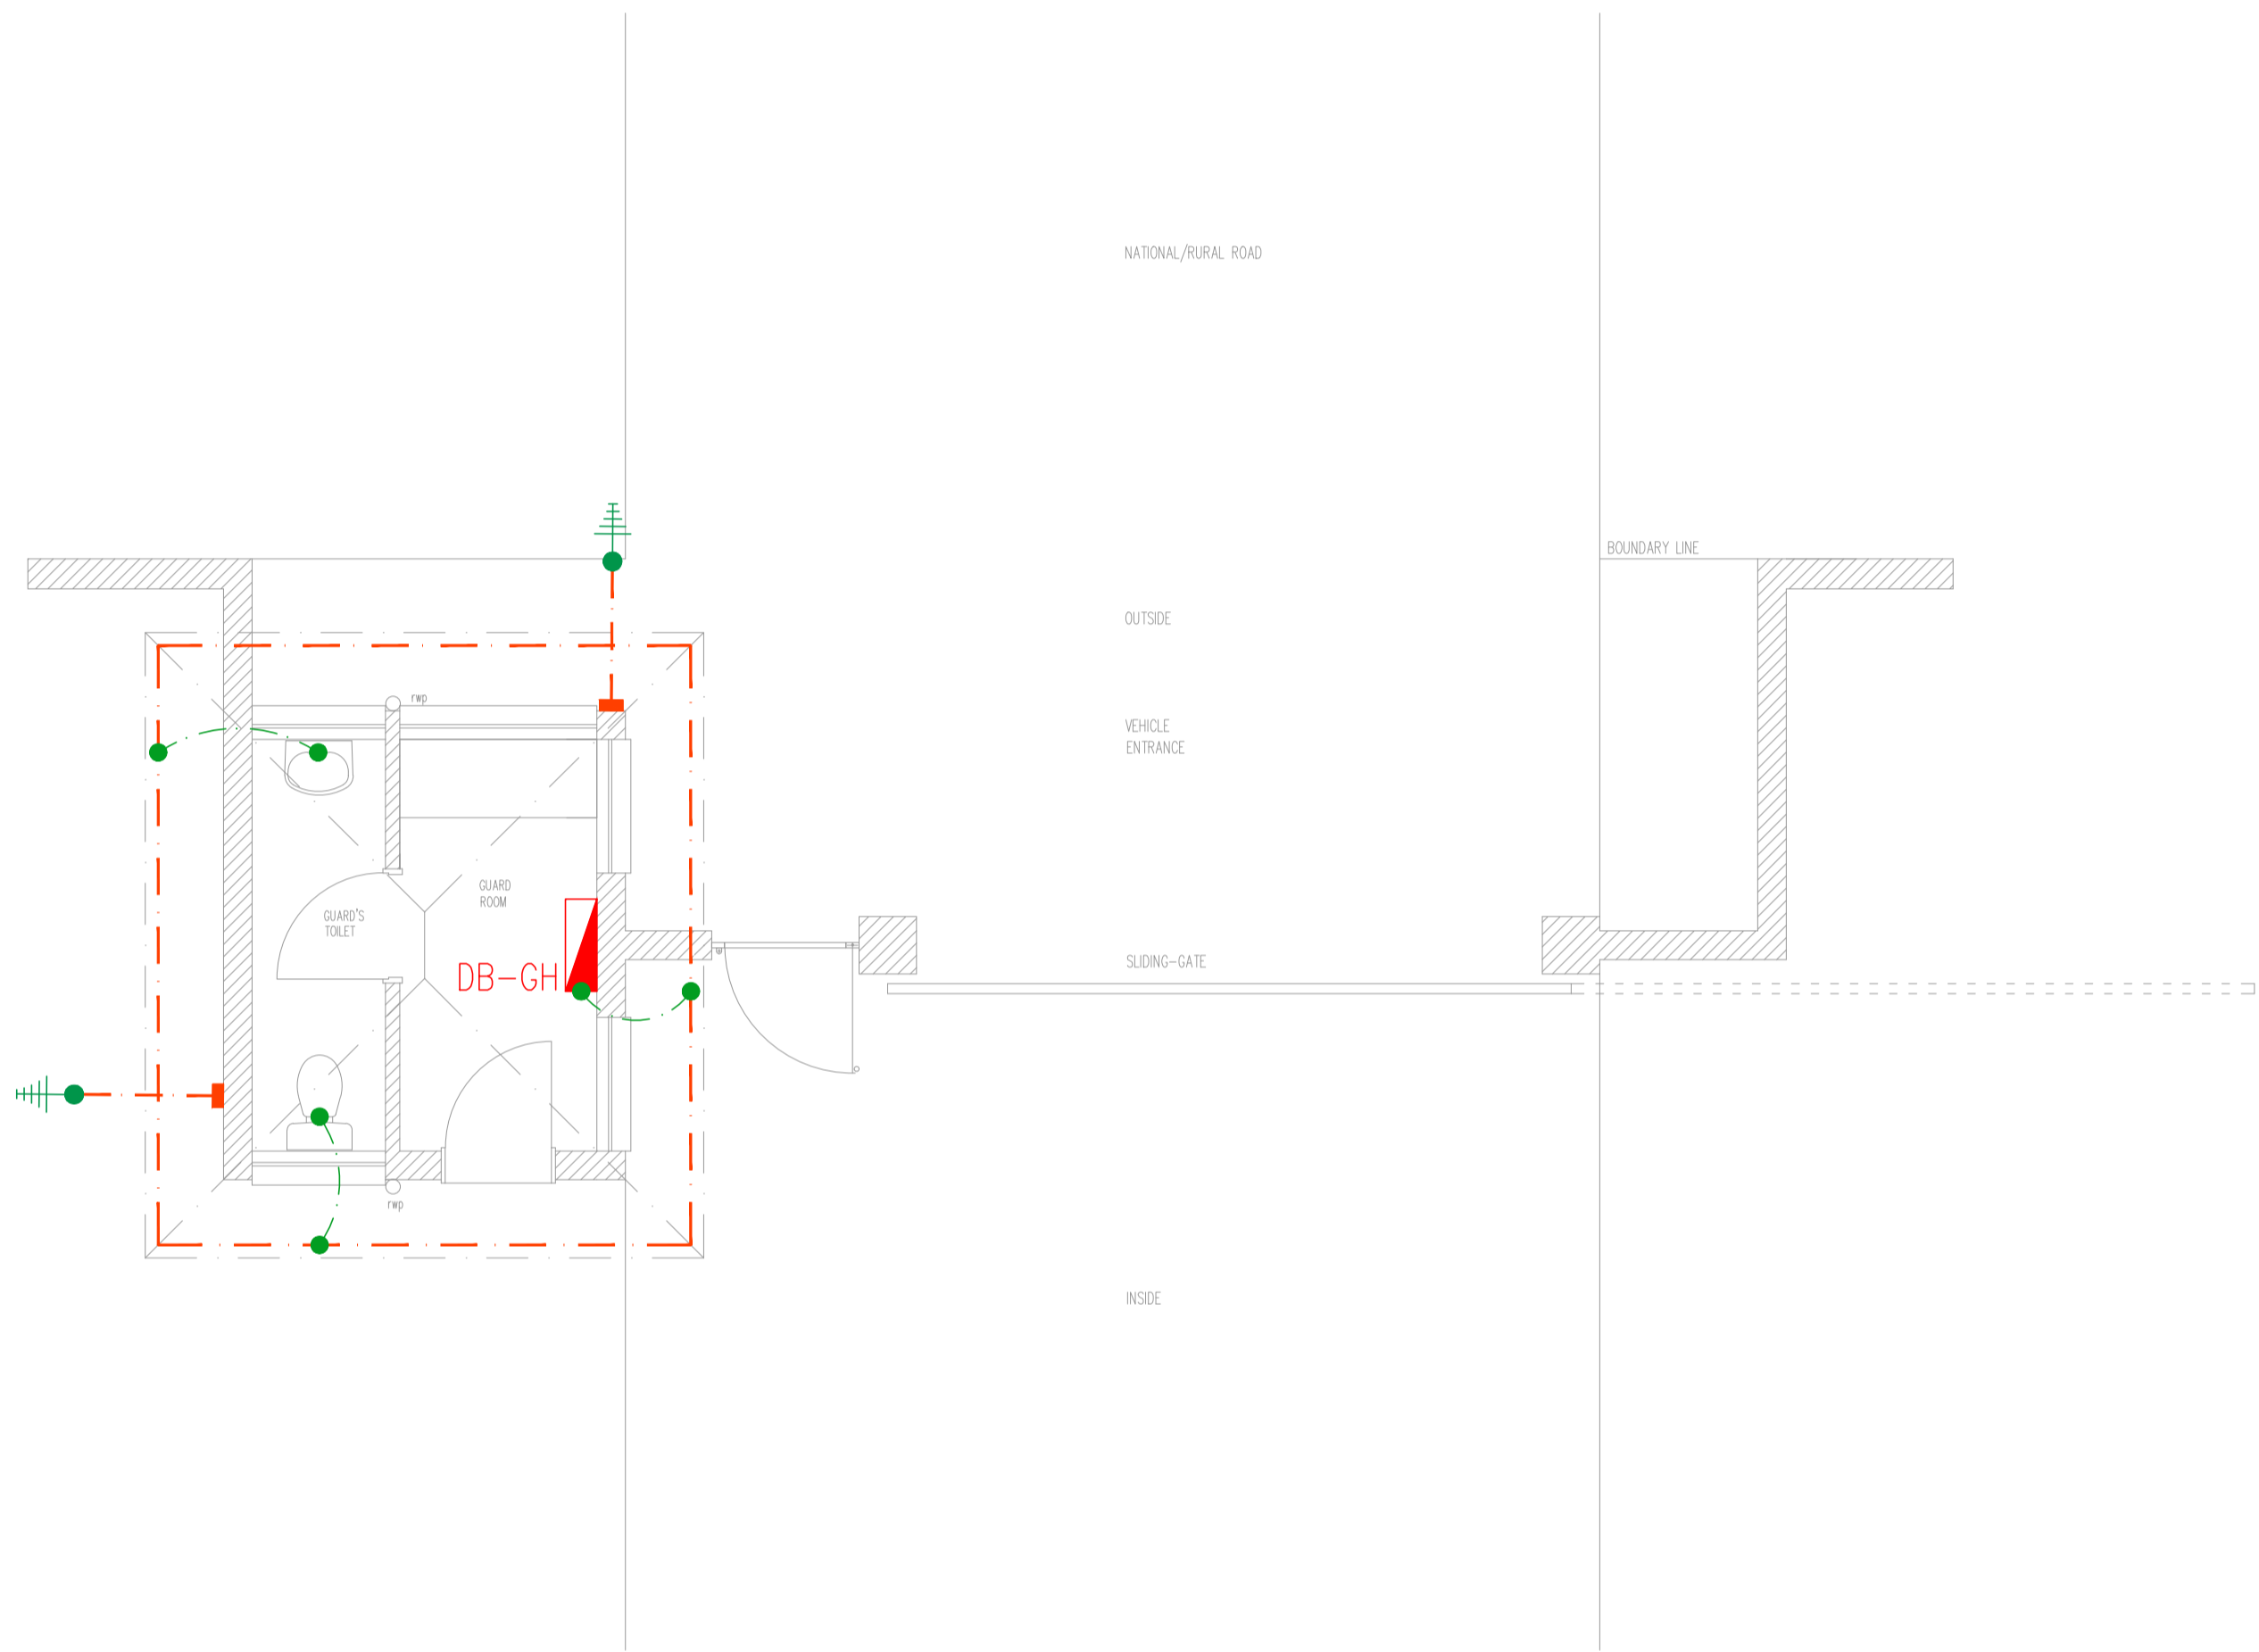 NATIONAL/RURAL ROAD
BOUNDARY LINE
OUTSIDE
rwp
VEHICLE
ENTRANCE
GUARD
ROOM
GUARD'S
TOILET
DB-GH
SLIDING-GATE
rwp
INSIDE